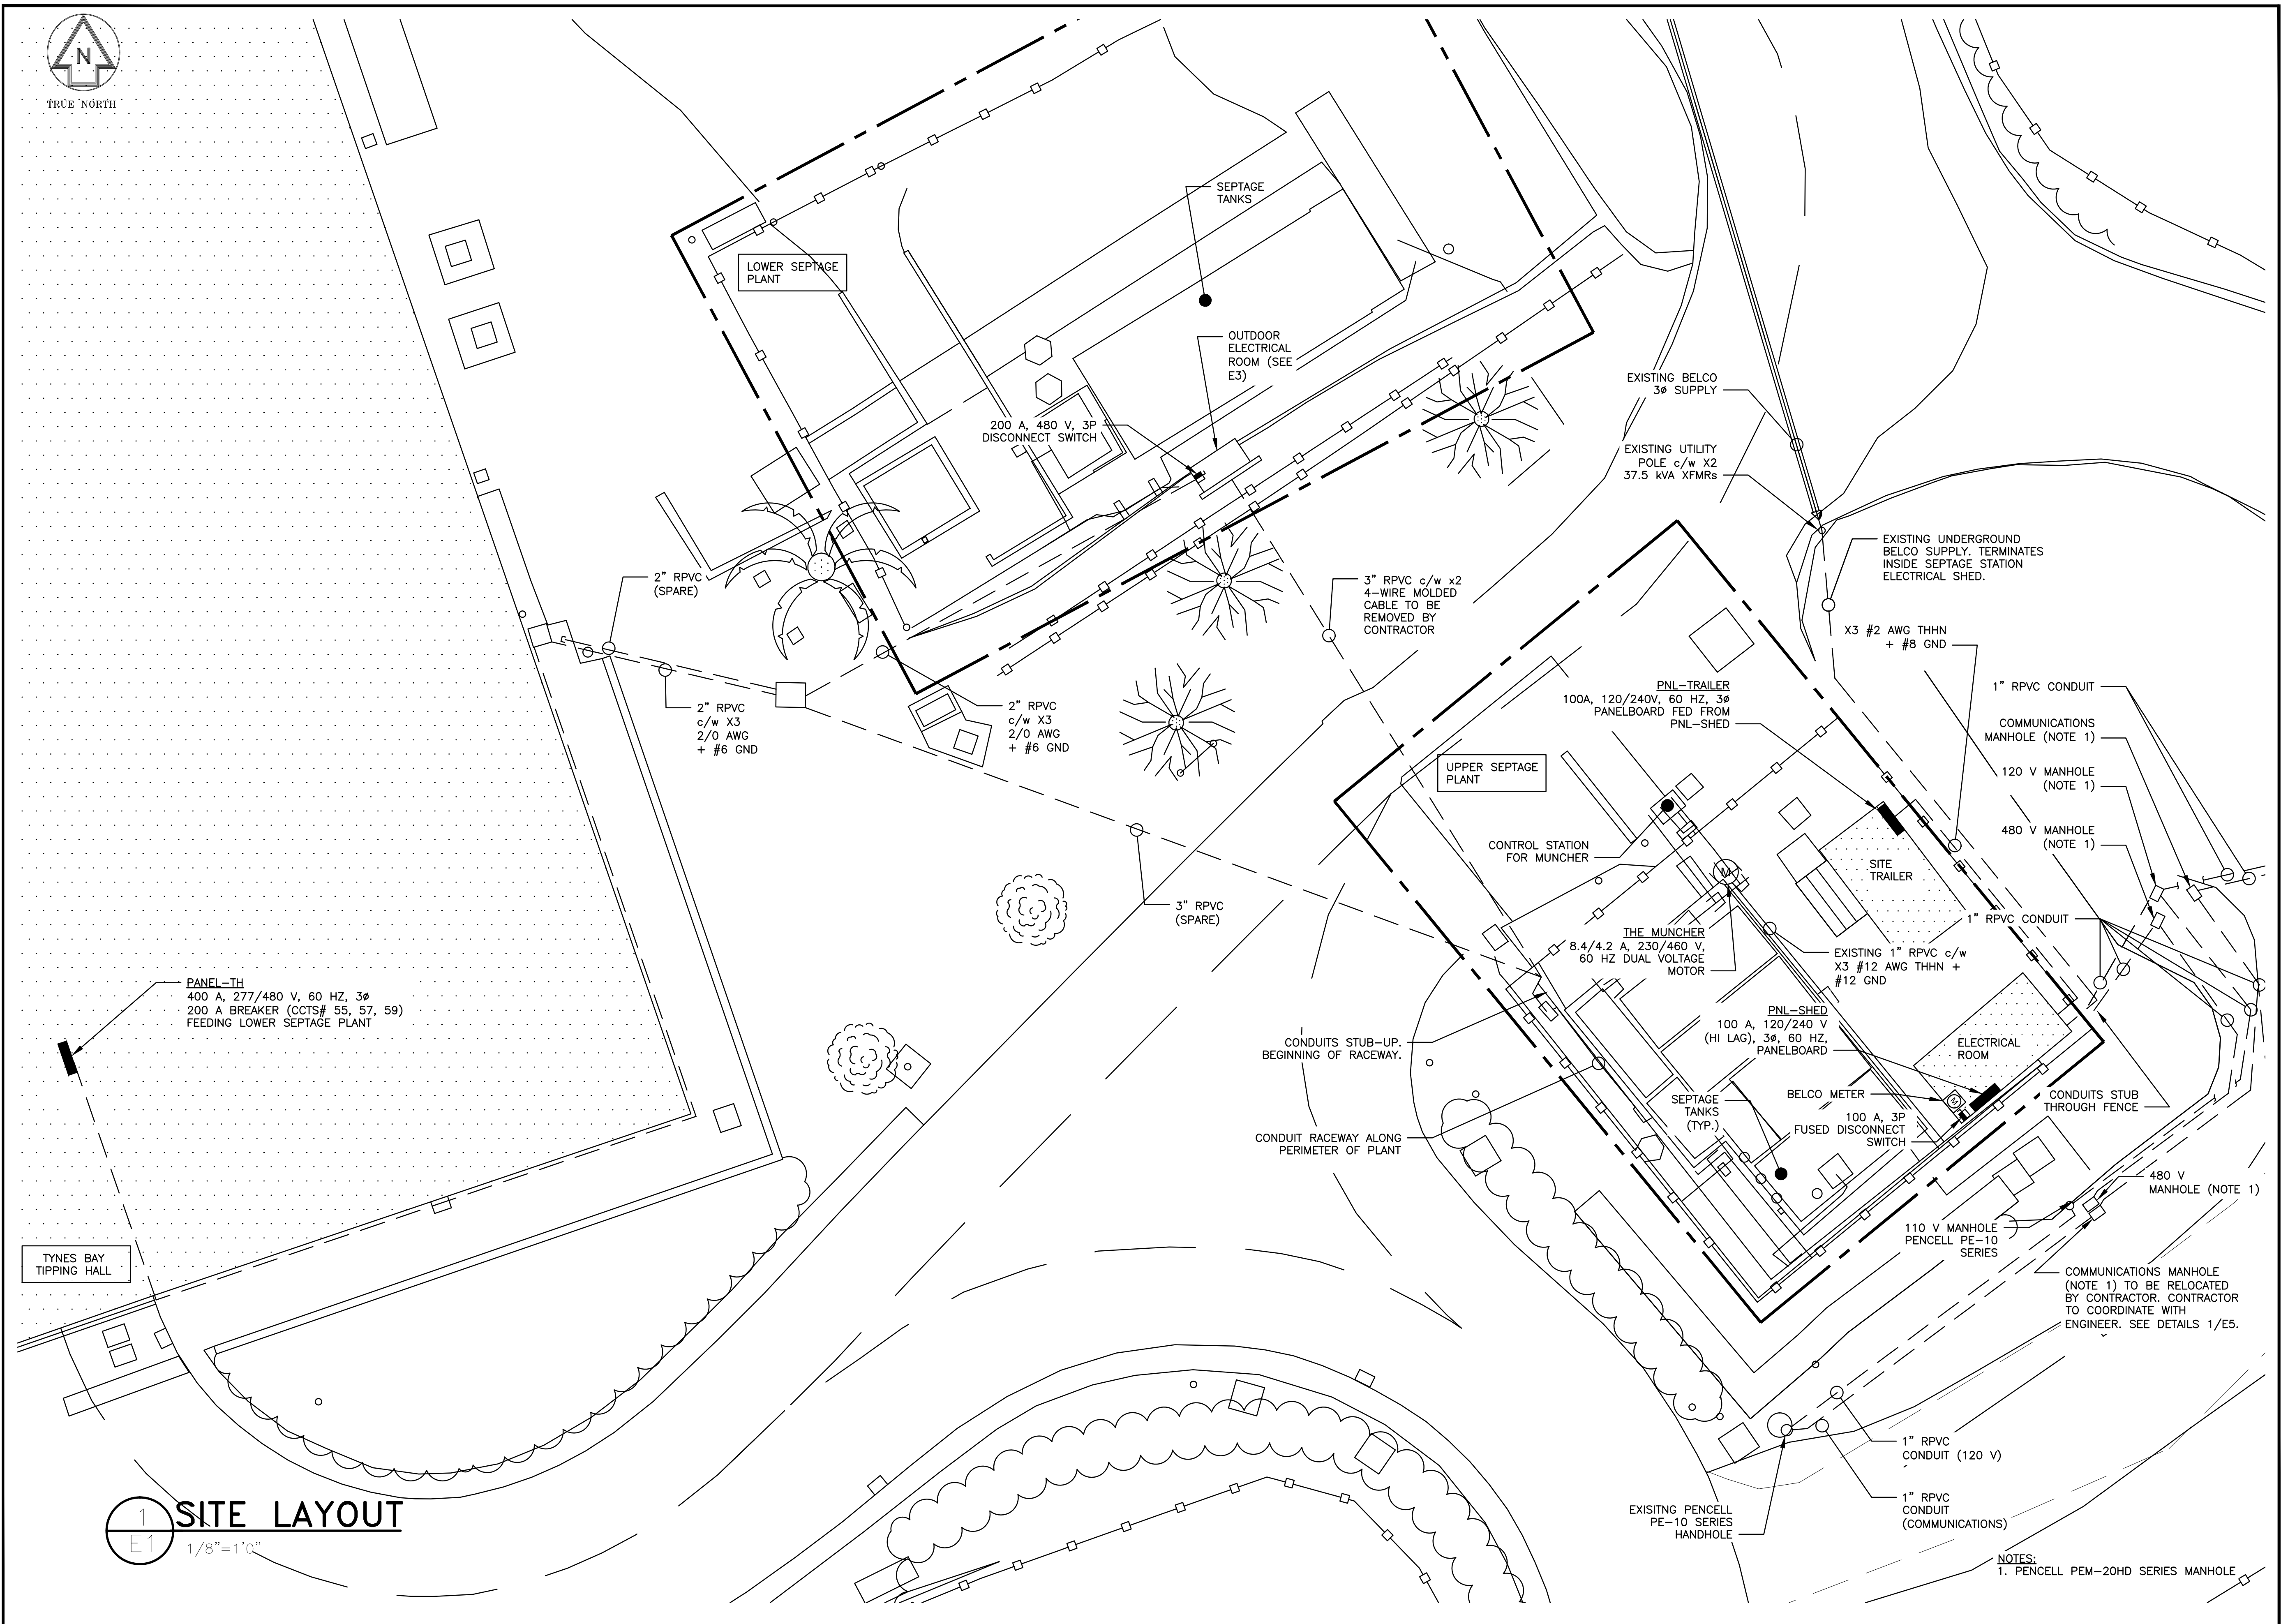 N
TRUE NORTH
SEPTAGE
TANKS
LOWER SEPTAGE
PLANT
OUTDOOR
ELECTRICAL
ROOM (SEE
E3)
200 A, 480 V, 3P
DISCONNECT SWITCH
EXISTING BELCO
3ø SUPPLY
EXISTING UTILITY
POLE c/w X2
37.5 kVA XFMRs
EXISTING UNDERGROUND
BELCO SUPPLY. TERMINATES
INSIDE SEPTAGE STATION
ELECTRICAL SHED.
2" RPVC
(SPARE)
3" RPVC c/w x2
4-WIRE MOLDED
CABLE TO BE
REMOVED BY
CONTRACTOR
X3 #2 AWG THHN
+ #8 GND
2" RPVC
c/w X3
2/0 AWG
+ #6 GND
2" RPVC
c/w X3
2/0 AWG
+ #6 GND
PNL-TRAILER
100A, 120/240V, 60 HZ, 3ø
PANELBOARD FED FROM
PNL-SHED
1" RPVC CONDUIT
COMMUNICATIONS
MANHOLE (NOTE 1)
120 V MANHOLE
(NOTE 1)
480 V MANHOLE
(NOTE 1)
UPPER SEPTAGE
PLANT
CONTROL STATION
FOR MUNCHER
M
SITE
TRAILER
3" RPVC
(SPARE)
1" RPVC CONDUIT
THE MUNCHER
8.4/4.2 A, 230/460 V,
60 HZ DUAL VOLTAGE
MOTOR
EXISTING 1" RPVC c/w
X3 #12 AWG THHN +
#12 GND
PANEL-TH
400 A, 277/480 V, 60 HZ, 3ø
200 A BREAKER (CCTS# 55, 57, 59)
FEEDING LOWER SEPTAGE PLANT
PNL-SHED
100 A, 120/240 V
(HI LAG), 3ø, 60 HZ,
PANELBOARD
CONDUITS STUB-UP.
BEGINNING OF RACEWAY.
ELECTRICAL
ROOM
SEPTAGE
TANKS
(TYP.)
BELCO METER
M
CONDUITS STUB
THROUGH FENCE
100 A, 3P
FUSED DISCONNECT
SWITCH
CONDUIT RACEWAY ALONG
PERIMETER OF PLANT
480 V
MANHOLE (NOTE 1)
110 V MANHOLE
PENCELL PE-10
SERIES
TYNES BAY
TIPPING HALL
COMMUNICATIONS MANHOLE
(NOTE 1) TO BE RELOCATED
BY CONTRACTOR. CONTRACTOR
TO COORDINATE WITH
ENGINEER. SEE DETAILS 1/E5.
1" RPVC
CONDUIT (120 V)
1" RPVC
CONDUIT
(COMMUNICATIONS)
EXISITNG PENCELL
PE-10 SERIES
HANDHOLE
1
E1
SITE LAYOUT
1/8"=1'0"
NOTES:
1. PENCELL PEM-20HD SERIES MANHOLE